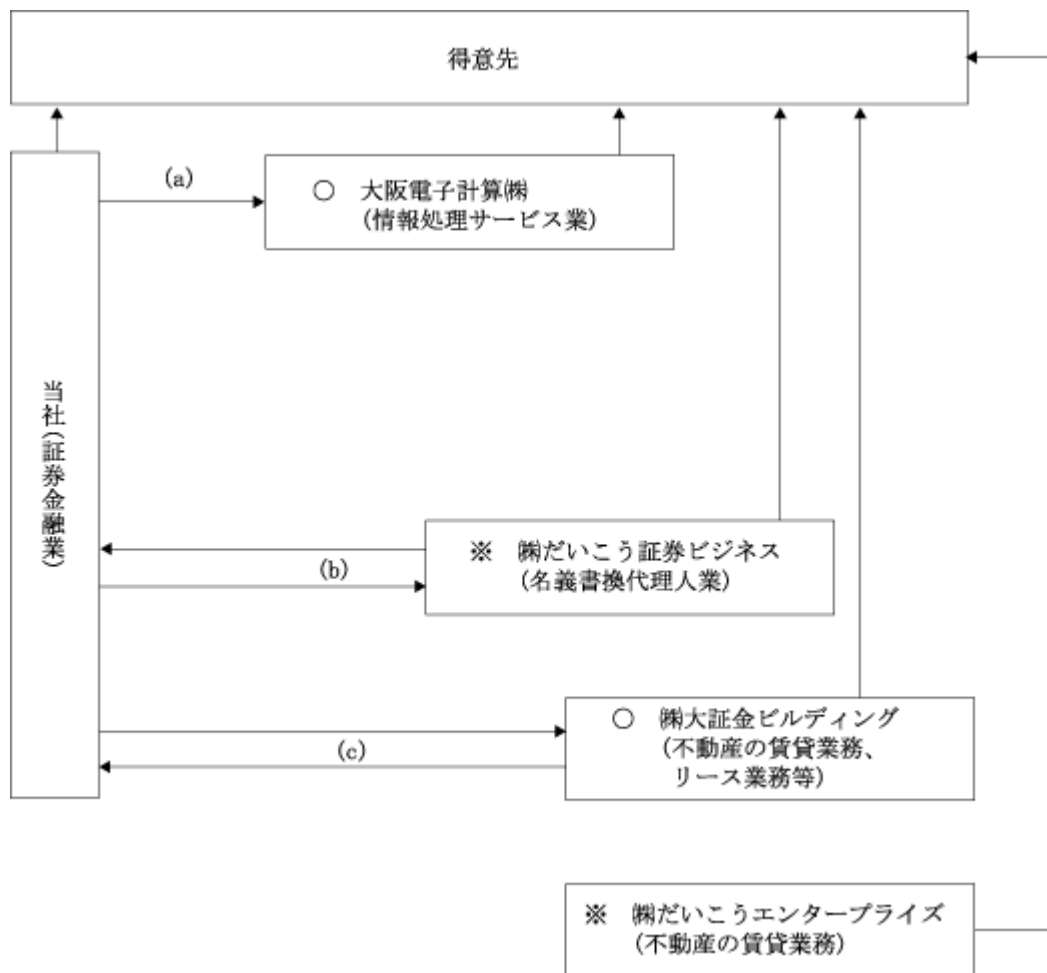 得意先
(a)
○ 大阪電子計算㈱
(情報処理サービス業)
当社(証券金融業)
※ ㈱だいこう証券ビジネス
(名義書換代理人業)
(b)
○ ㈱大証金ビルディング
(不動産の賃貸業務、
リース業務等)
(c)
※ ㈱だいこうエンタープライズ
(不動産の賃貸業務)